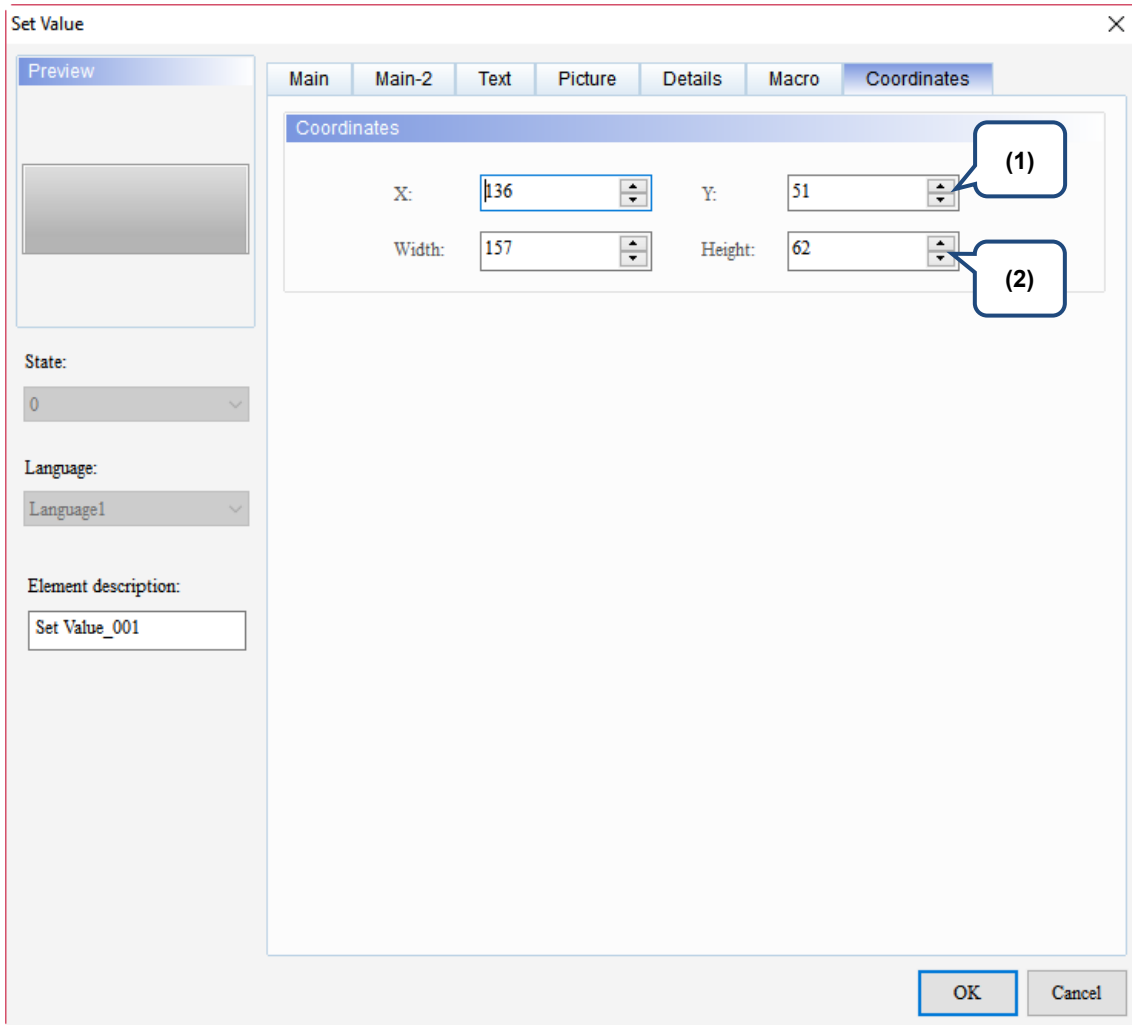 Set Value
Preview
Main Main-2 Text Picture Details Macro Coordinates
Coordinates
(1)
X: 136 Y: 51
Width: 157 Height: 62
(2)
State:
0
Language:
Language1
Element description:
Set Value_001
OK Cancel